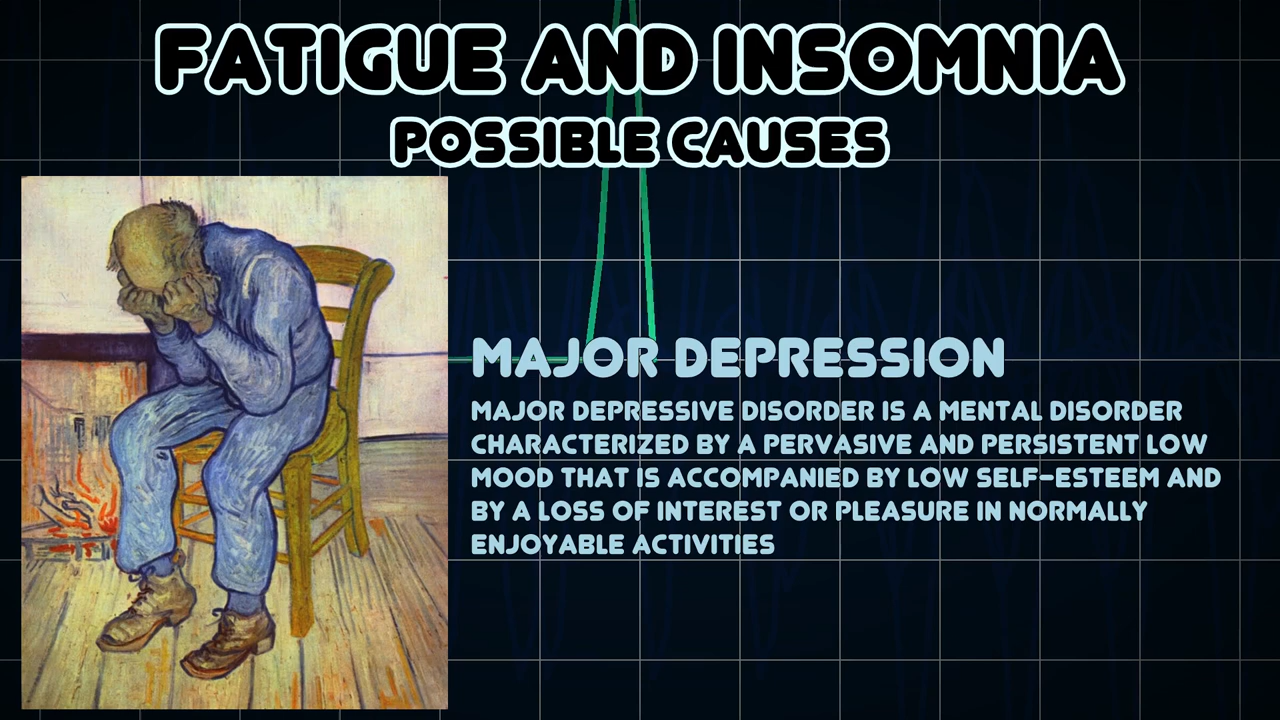 FATIGUE AND INSOMNIA
POSSIBLE CAUSES
MAJOR DEPRESSION
MAJOR DEPRESSIVE DISORDER IS A MENTAL DISORDER
CHARACTERIZED BY A PERVASIVE AND PERSISTENT LOW
MOOD THAT IS ACCOMPANIED BY LOW SELF-ESTEEM AND
BY A LOSS OF INTEREST OR PLEASURE IN NORMALLY
ENJOYABLE ACTIVITIES